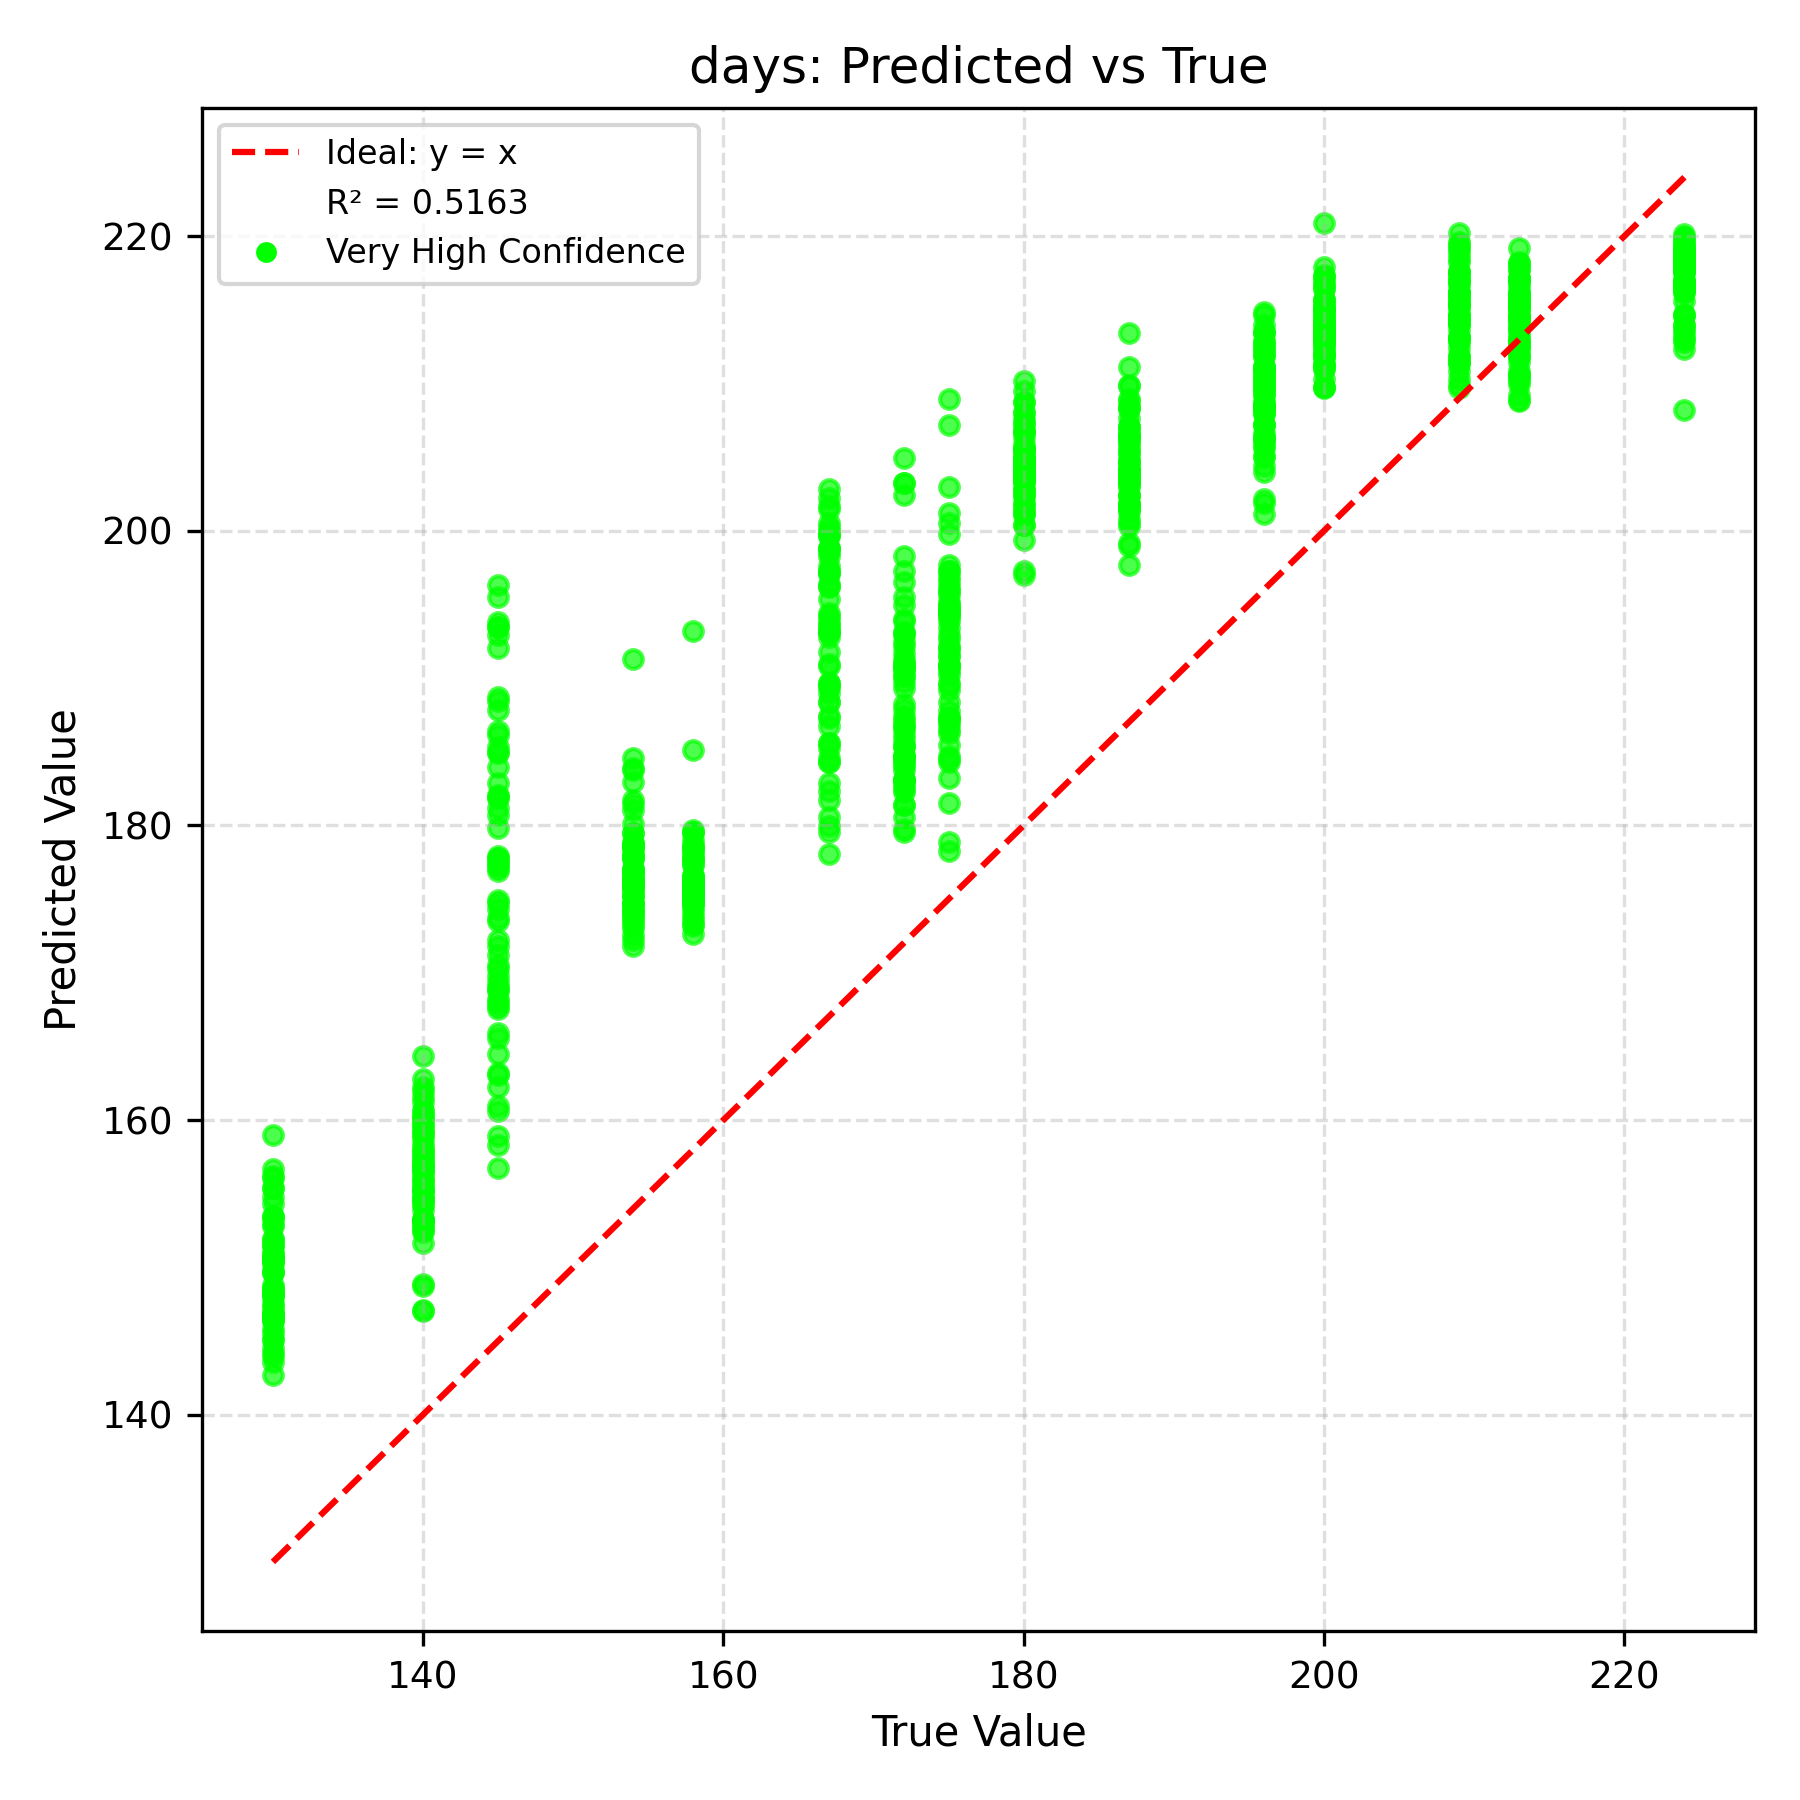 days: Predicted vs True
Ideal: y = x
R² = 0.5163
Very High Confidence
220
200
180
160
140
Predicted Value
140
160
180
200
220
True Value